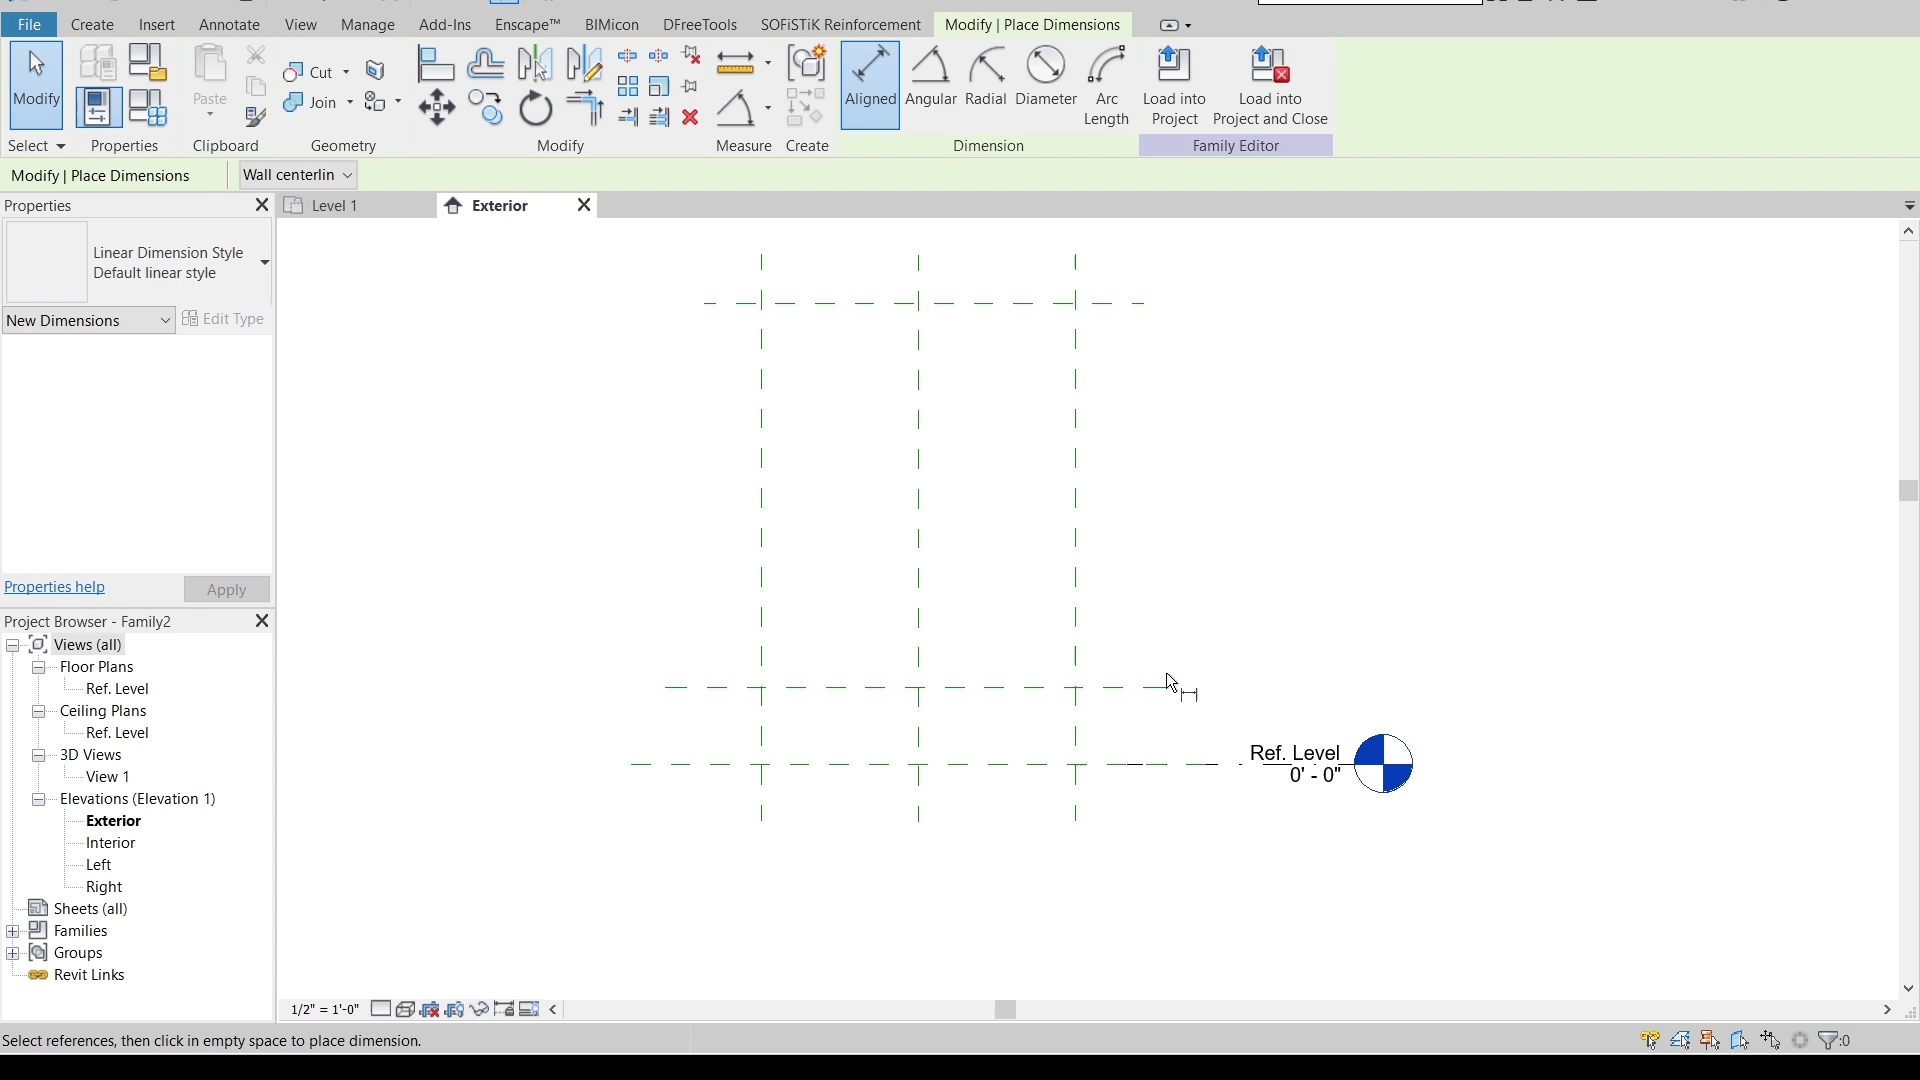 File Create Insert Annotate View Manage Add-Ins Enscape™ BIMicon DFreeTools SOFiSTiK Reinforcement Modify | Place Dimensions
Modify Paste Cut Join Aligned Angular Radial Diameter Arc Length Load into Project Load into Project and Close
Select Properties Clipboard Geometry Modify Measure Create Dimension Family Editor
Modify | Place Dimensions Wall centerlin
Properties Level 1 Exterior
Linear Dimension Style
Default linear style
New Dimensions Edit Type
Properties help Apply
Project Browser - Family2
Views (all)
Floor Plans
Ref. Level
Ceiling Plans
Ref. Level
3D Views
View 1
Elevations (Elevation 1)
Exterior
Interior
Left
Right
Sheets (all)
Families
Groups
Revit Links
Ref. Level
0' - 0"
1/2" = 1'-0"
Select references, then click in empty space to place dimension.
:0